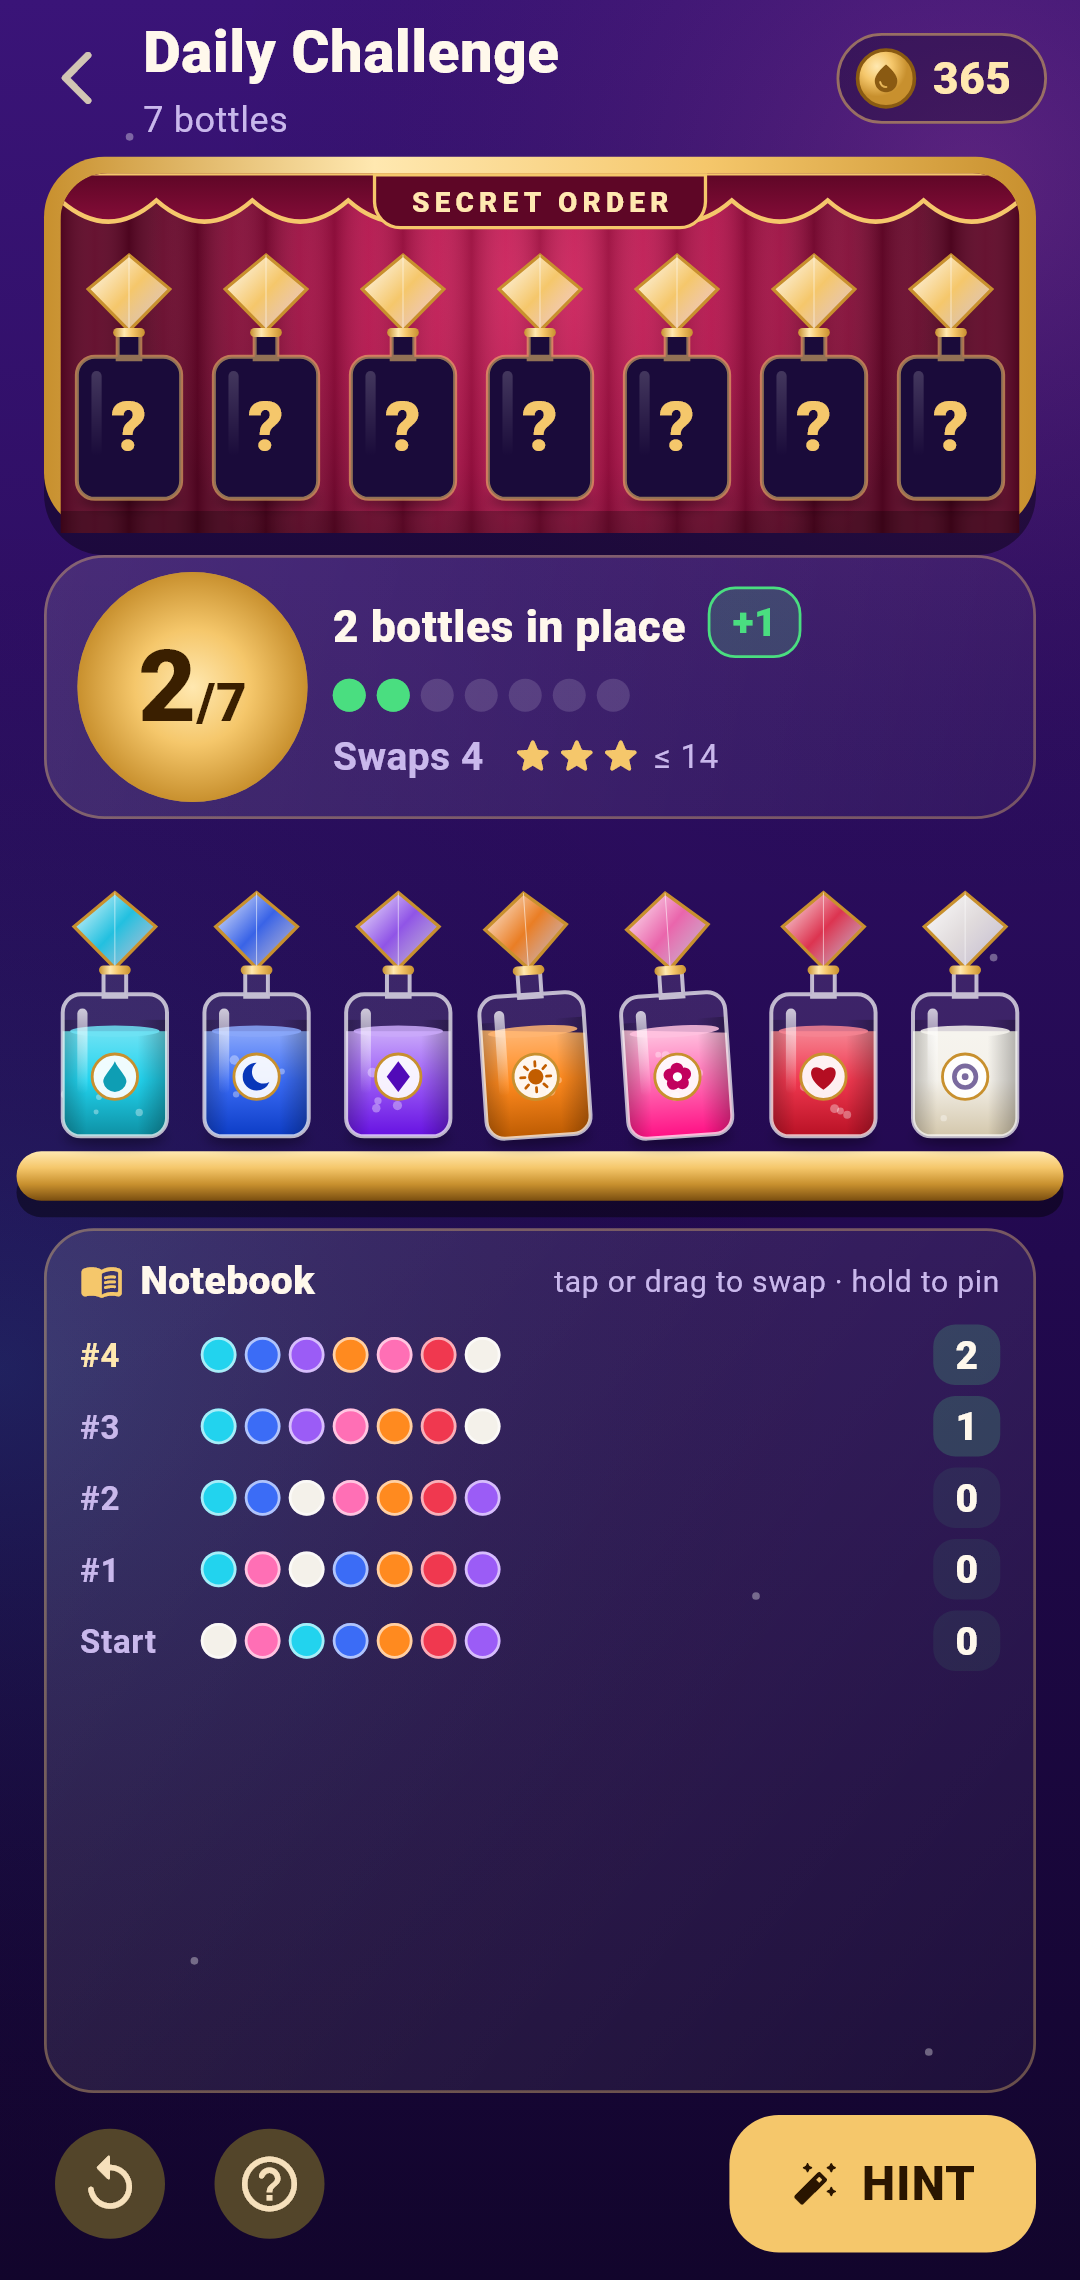 Daily Challenge
7 bottles
365
SECRET ORDER
? ? ? ? ? ? ?
2/7
2 bottles in place +1
Swaps 4 ≤ 14
Notebook tap or drag to swap · hold to pin
#4 2
#3 1
#2 0
#1 0
Start 0
HINT